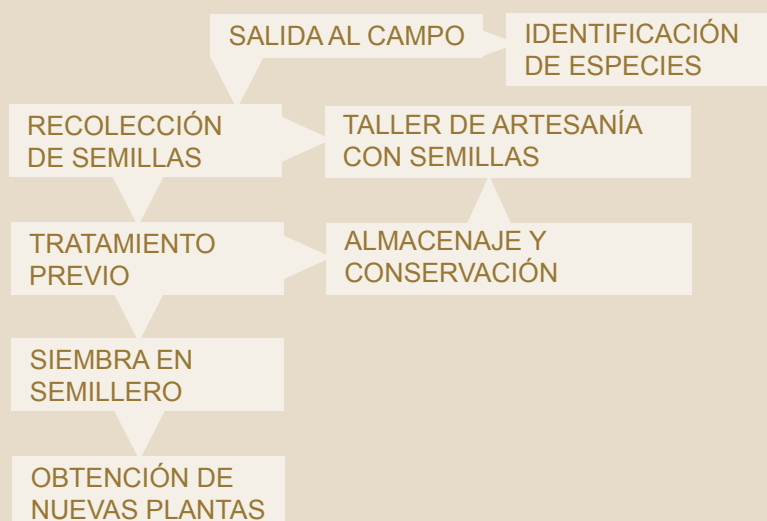 SALIDA AL CAMPO
IDENTIFICACIÓN
DE ESPECIES
RECOLECCIÓN
DE SEMILLAS
TALLER DE ARTESANÍA
CON SEMILLAS
TRATAMIENTO
PREVIO
ALMACENAJE Y
CONSERVACIÓN
SIEMBRA EN
SEMILLERO
OBTENCIÓN DE
NUEVAS PLANTAS